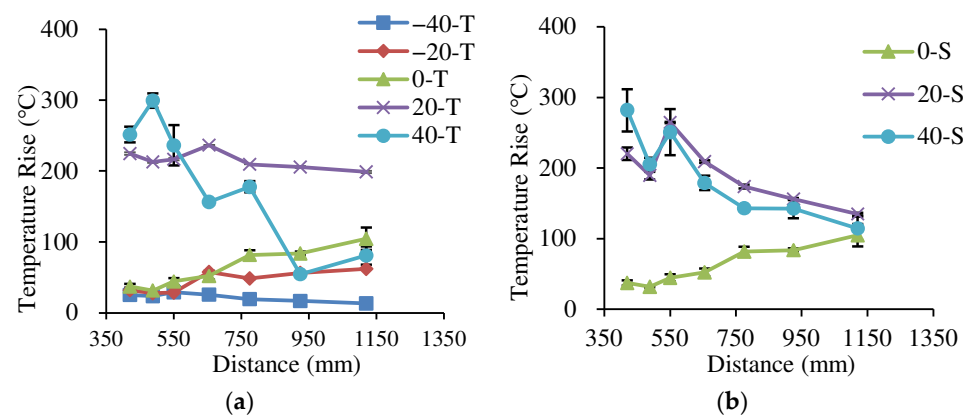 400
300
200
100
0
Temperature Rise (°C)
350 550 750 950 1150 1350
Distance (mm)
−40-T
−20-T
0-T
20-T
40-T
(a)
400
300
200
100
0
Temperature Rise (°C)
350 550 750 950 1150 1350
Distance (mm)
0-S
20-S
40-S
(b)